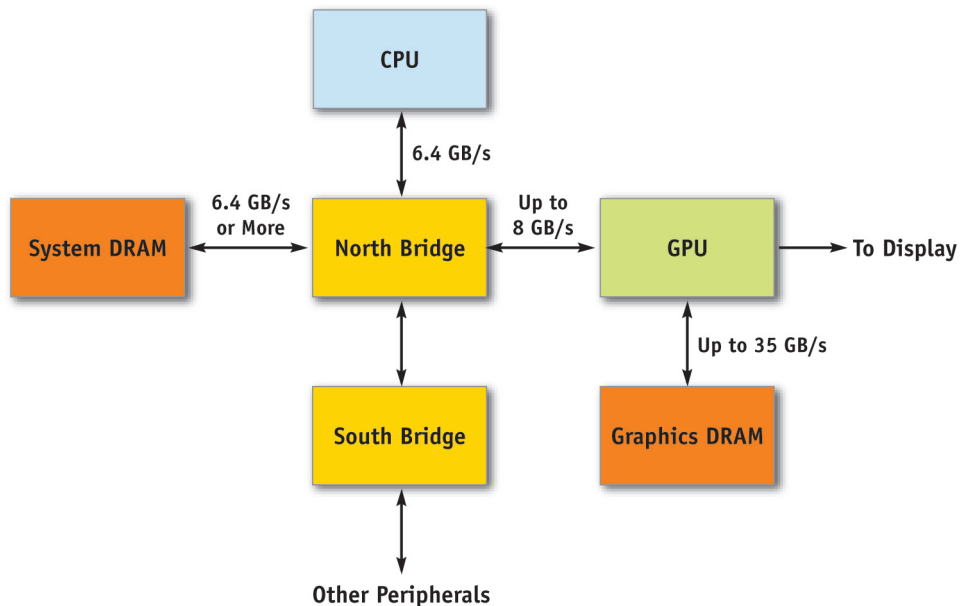 CPU
6.4 GB/s
6.4 GB/s
or More
Up to
8 GB/s
System DRAM
North Bridge
GPU
To Display
Up to 35 GB/s
South Bridge
Graphics DRAM
Other Peripherals